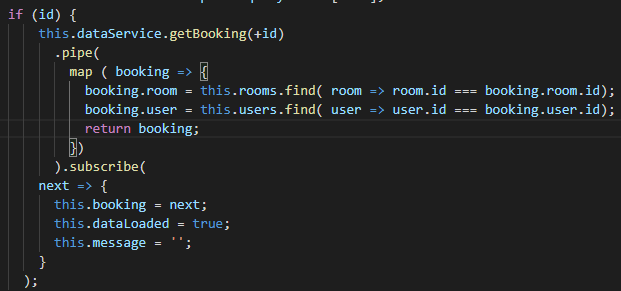 if (id) {
this.dataService.getBooking(+id)
.pipe(
map ( booking => {
booking.room = this.rooms.find( room => room.id === booking.room.id);
booking.user = this.users.find( user => user.id === booking.user.id);
return booking;
})
).subscribe(
next => {
this.booking = next;
this.dataLoaded = true;
this.message = '';
}
);